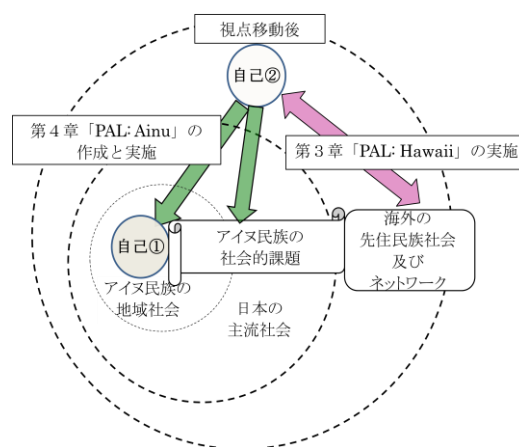 視点移動後
自己②
第４章「PAL: Ainu」の
作成と実施
第３章「PAL: Hawaii」の実施
自己①
アイヌ民族の
社会的課題
海外の
先住民族社会
及び
ネットワーク
アイヌ民族の
地域社会
日本の
主流社会